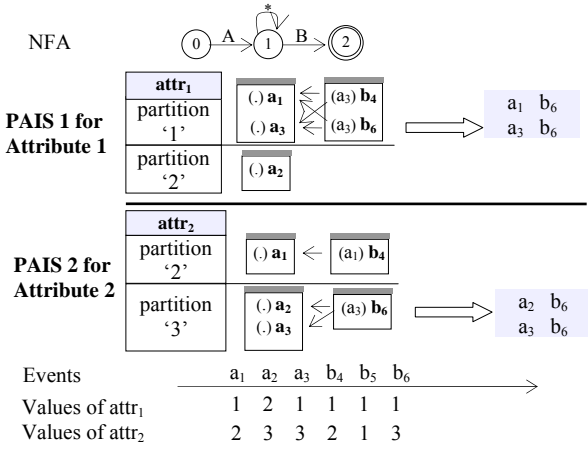 NFA 0 A 1 * B 2
attr₁
PAIS 1 for Attribute 1
partition ‘1’
(.) a₁ (a₃) b₄
(.) a₃ (a₃) b₆
a₁ b₆
a₃ b₆
partition ‘2’
(.) a₂
attr₂
PAIS 2 for Attribute 2
partition ‘2’
(.) a₁ (a₁) b₄
partition ‘3’
(.) a₂ (a₃) b₆
(.) a₃
a₂ b₆
a₃ b₆
Events a₁ a₂ a₃ b₄ b₅ b₆
Values of attr₁ 1 2 1 1 1 1
Values of attr₂ 2 3 3 2 1 3